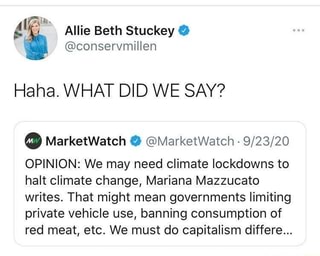 Allie Beth Stuckey
@conservmillen
Haha. WHAT DID WE SAY?
MarketWatch @MarketWatch · 9/23/20
OPINION: We may need climate lockdowns to
halt climate change, Mariana Mazzucato
writes. That might mean governments limiting
private vehicle use, banning consumption of
red meat, etc. We must do capitalism differe...